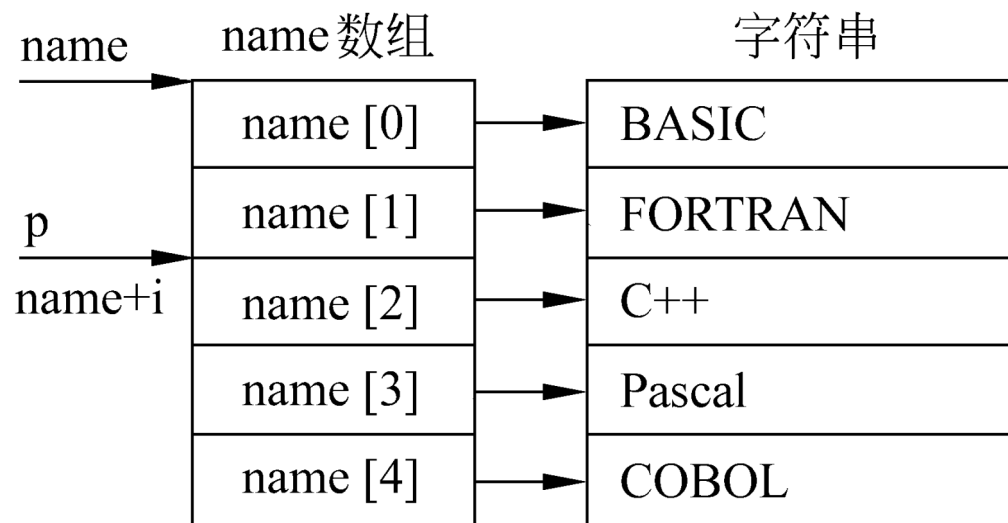 name name数组 字符串
name [0] BASIC
p name [1] FORTRAN
name+i name [2] C++
name [3] Pascal
name [4] COBOL